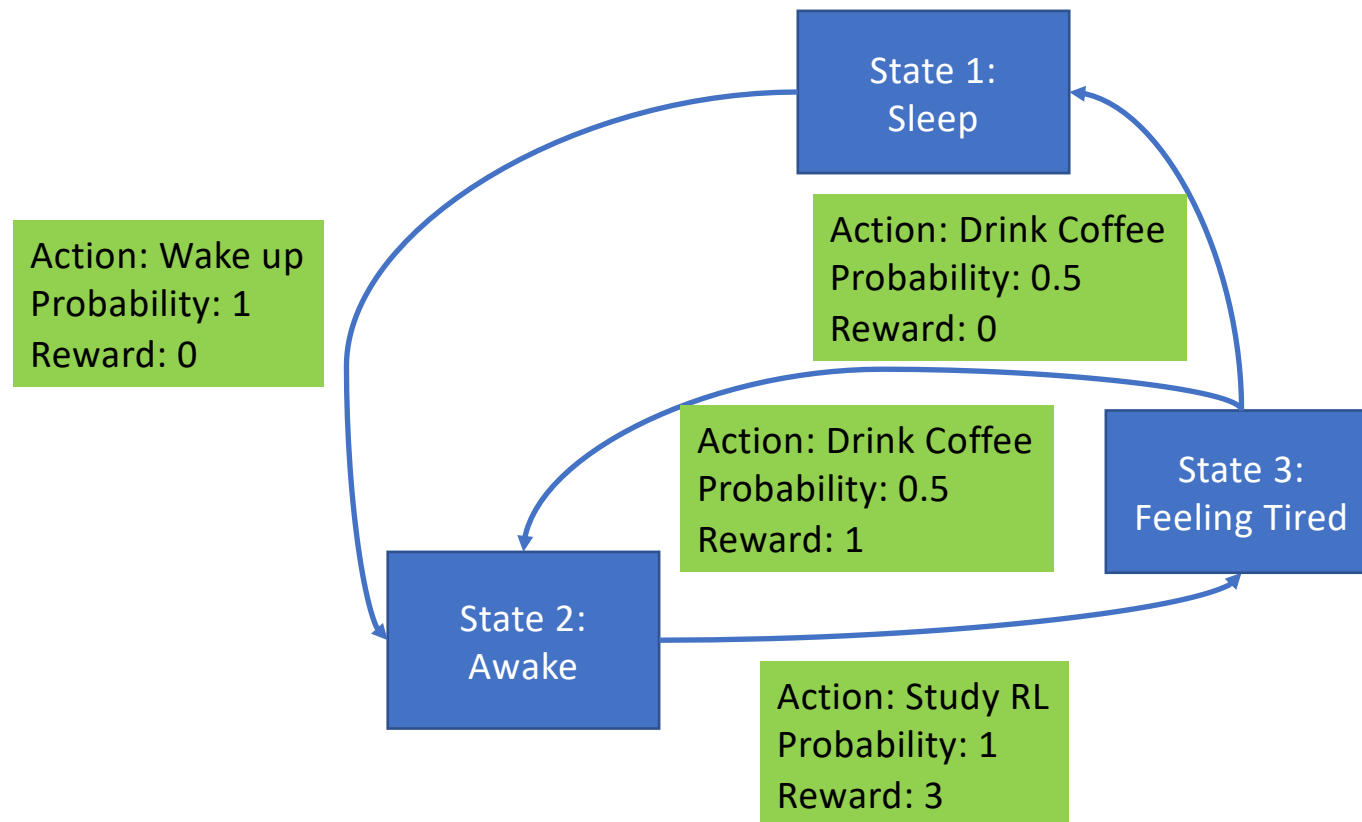 State 1:
Sleep
Action: Wake up
Probability: 1
Reward: 0
Action: Drink Coffee
Probability: 0.5
Reward: 0
Action: Drink Coffee
Probability: 0.5
Reward: 1
State 3:
Feeling Tired
State 2:
Awake
Action: Study RL
Probability: 1
Reward: 3